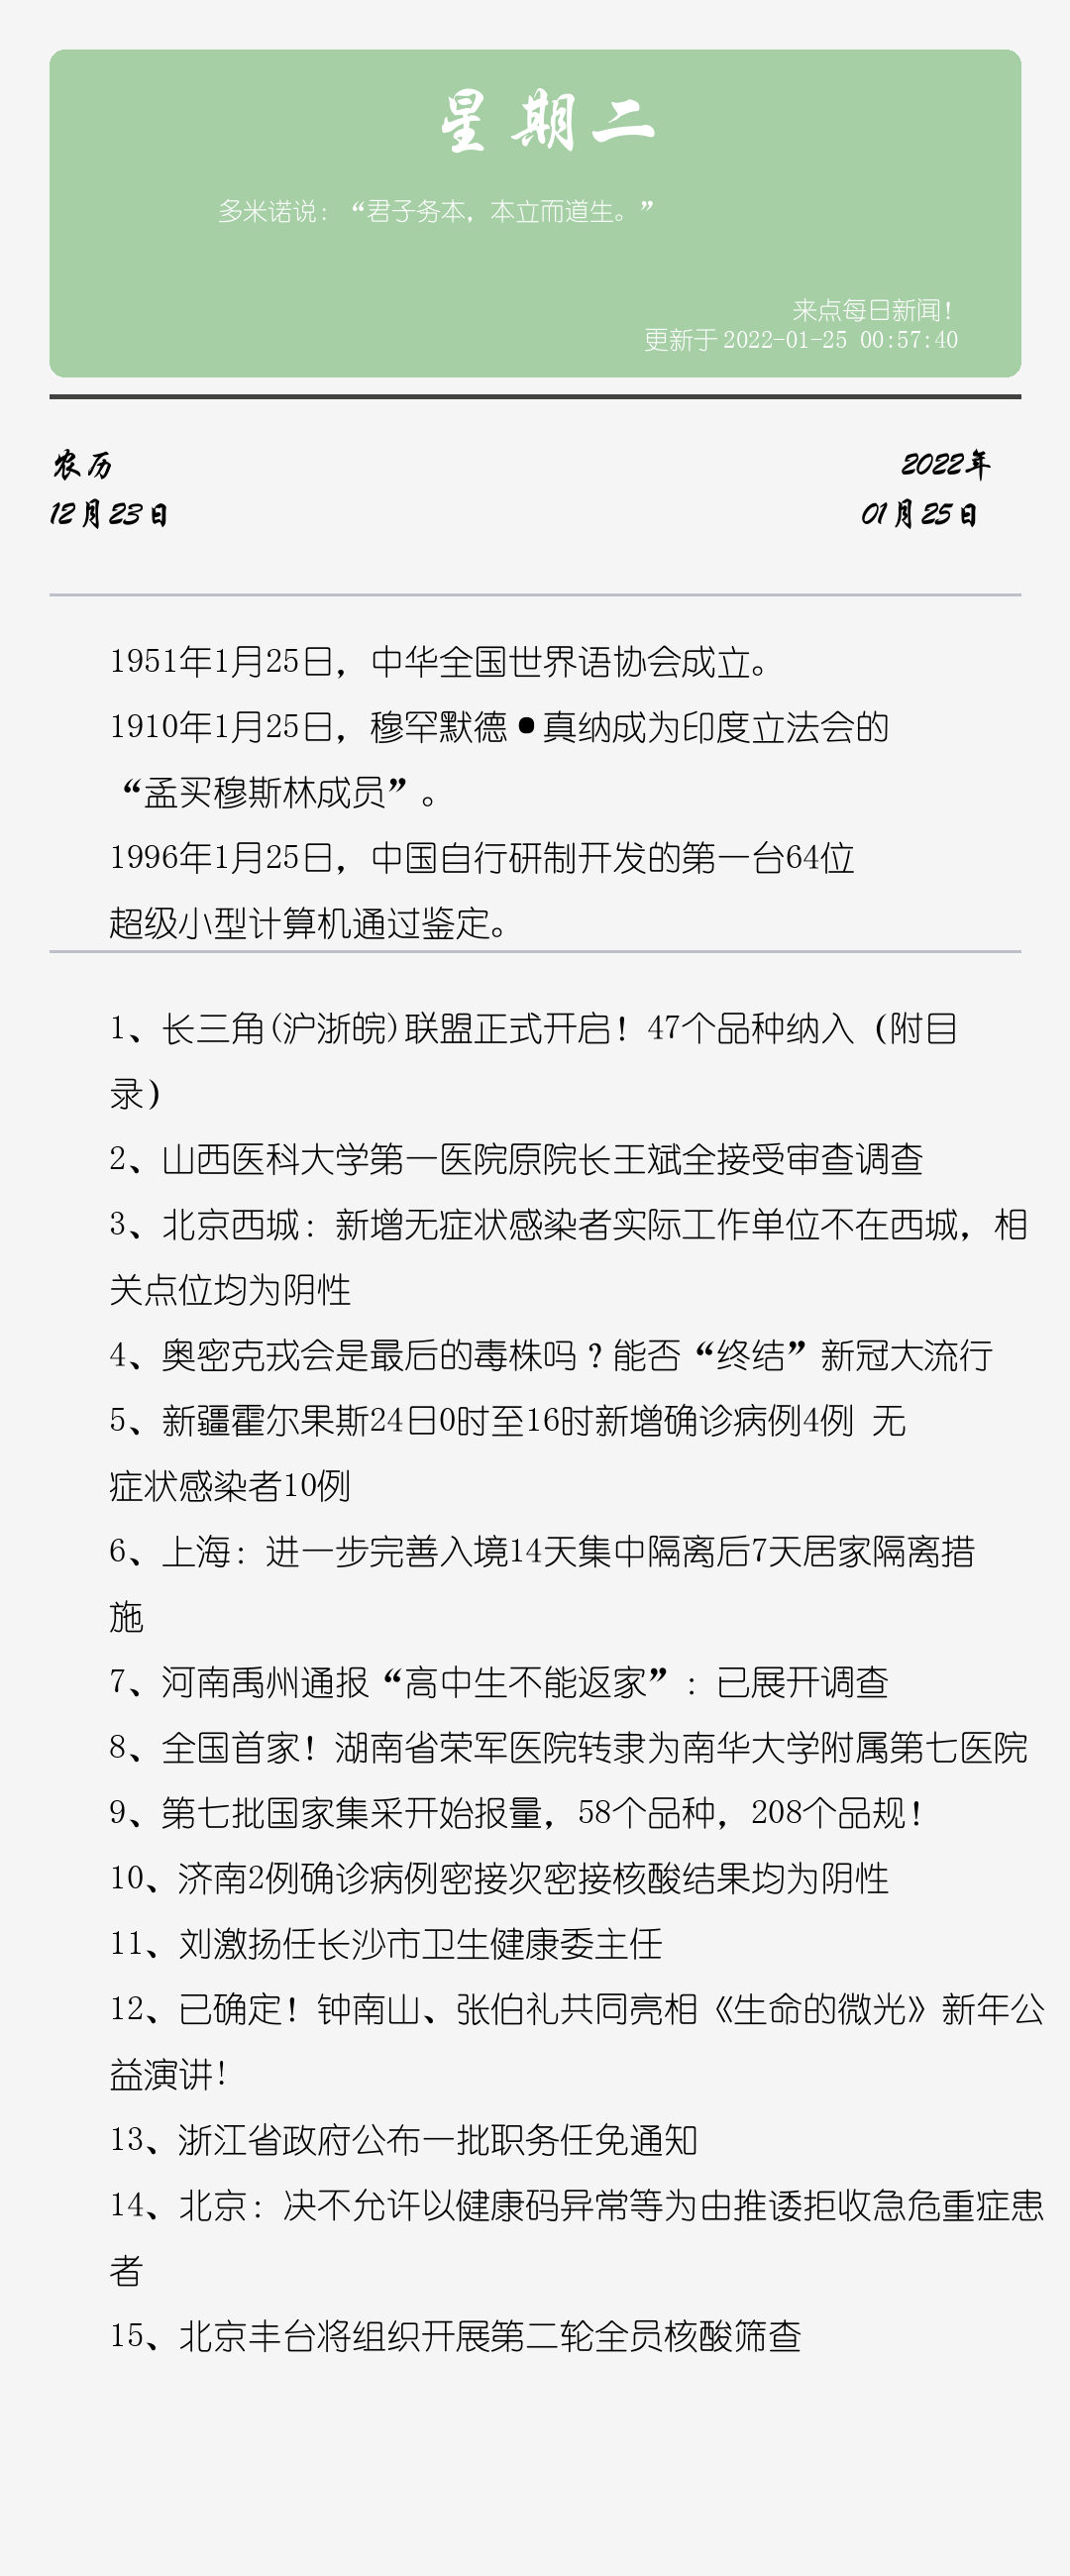 星期二
多米诺说：“君子务本，本立而道生。”
来点每日新闻！
更新于 2022-01-25 00:57:40
农历
2022年
12月23日
01月25日
1951年1月25日，中华全国世界语协会成立。
1910年1月25日，穆罕默德•真纳成为印度立法会的
“孟买穆斯林成员”。
1996年1月25日，中国自行研制开发的第一台64位
超级小型计算机通过鉴定。
1、长三角(沪浙皖)联盟正式开启！47个品种纳入（附目
录）
2、山西医科大学第一医院原院长王斌全接受审查调查
3、北京西城：新增无症状感染者实际工作单位不在西城，相
关点位均为阴性
4、奥密克戎会是最后的毒株吗？能否“终结”新冠大流行
5、新疆霍尔果斯24日0时至16时新增确诊病例4例 无
症状感染者10例
6、上海：进一步完善入境14天集中隔离后7天居家隔离措
施
7、河南禹州通报“高中生不能返家”：已展开调查
8、全国首家！湖南省荣军医院转隶为南华大学附属第七医院
9、第七批国家集采开始报量，58个品种，208个品规！
10、济南2例确诊病例密接次密接核酸结果均为阴性
11、刘激扬任长沙市卫生健康委主任
12、已确定！钟南山、张伯礼共同亮相《生命的微光》新年公
益演讲!
13、浙江省政府公布一批职务任免通知
14、北京：决不允许以健康码异常等为由推诿拒收急危重症患
者
15、北京丰台将组织开展第二轮全员核酸筛查